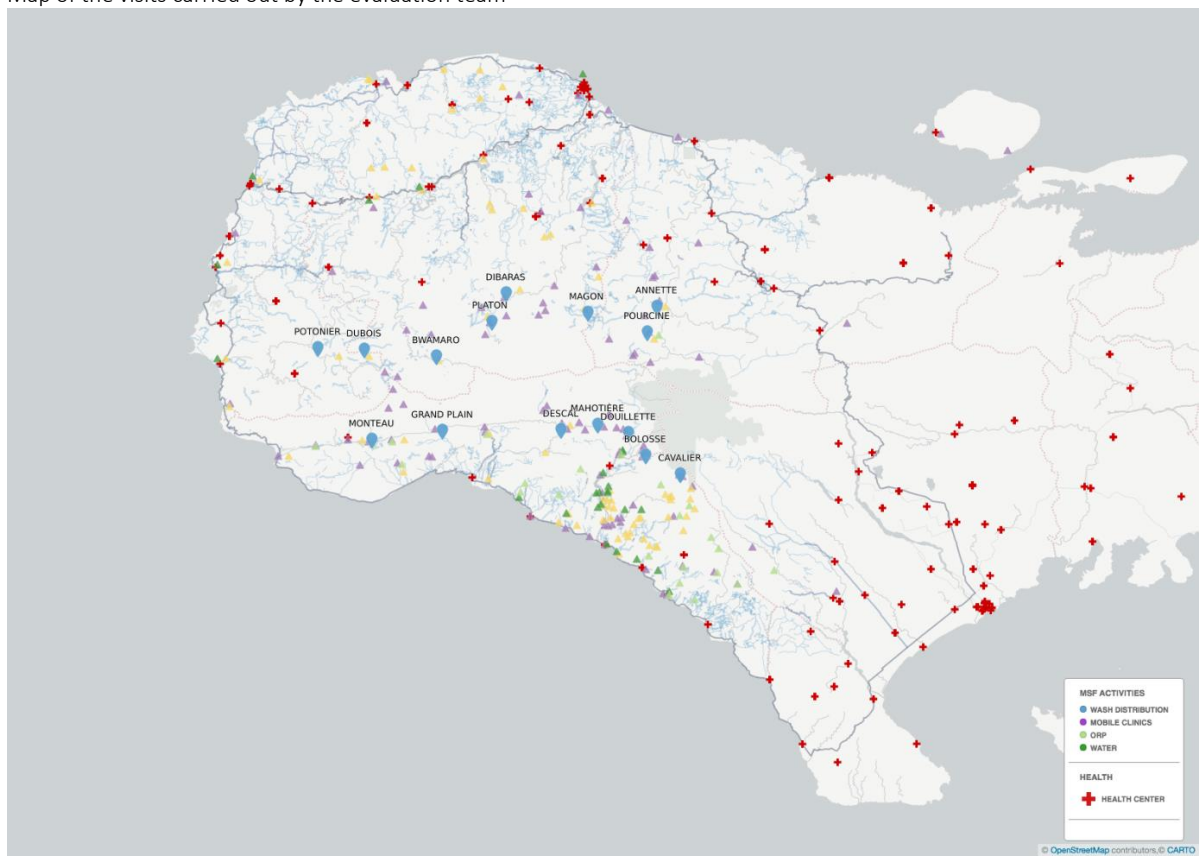 Map of the visits carried out by the evaluation team
DIBARAS
MAGON
ANNETTE
PLATON
POURCINE
POTONIER
DUBOIS
BWAMARO
MAHOTIÈRE
GRAND PLAIN
DESCAL
DOUILLETTE
MONTEAU
BOLOSSE
CAVALIER
MSF ACTIVITIES
WASH DISTRIBUTION
MOBILE CLINICS
ORP
WATER
HEALTH
HEALTH CENTER
© OpenStreetMap contributors,© CARTO